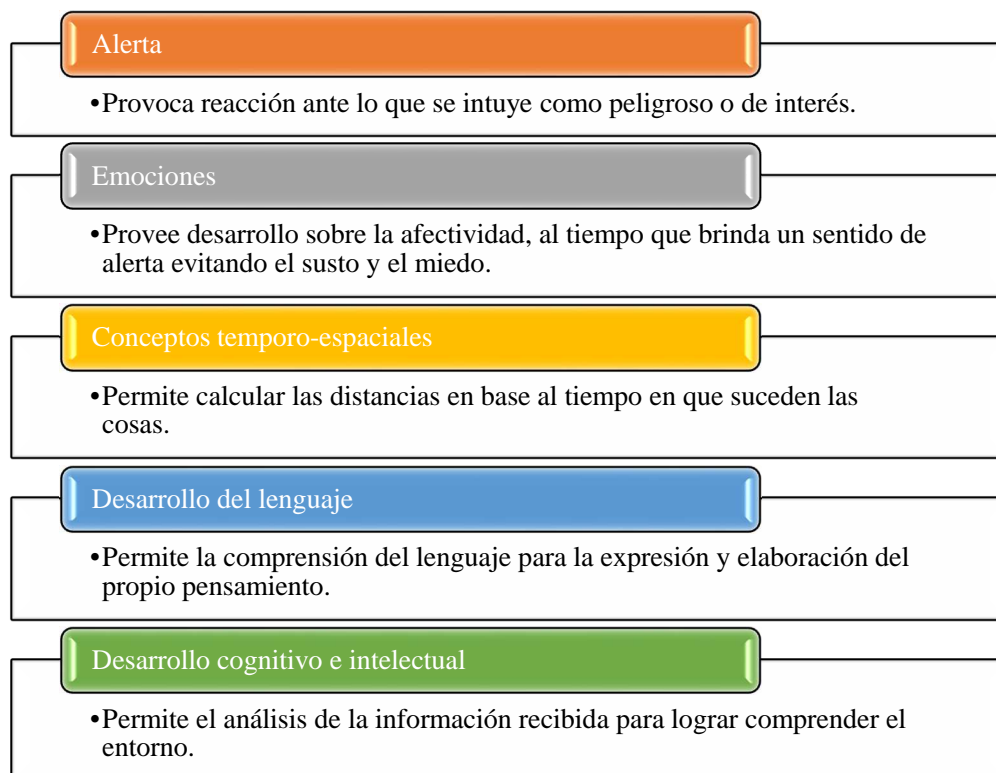 Alerta
•Provoca reacción ante lo que se intuye como peligroso o de interés.
Emociones
•Provee desarrollo sobre la afectividad, al tiempo que brinda un sentido de
alerta evitando el susto y el miedo.
Conceptos temporo-espaciales
•Permite calcular las distancias en base al tiempo en que suceden las
cosas.
Desarrollo del lenguaje
•Permite la comprensión del lenguaje para la expresión y elaboración del
propio pensamiento.
Desarrollo cognitivo e intelectual
•Permite el análisis de la información recibida para lograr comprender el
entorno.